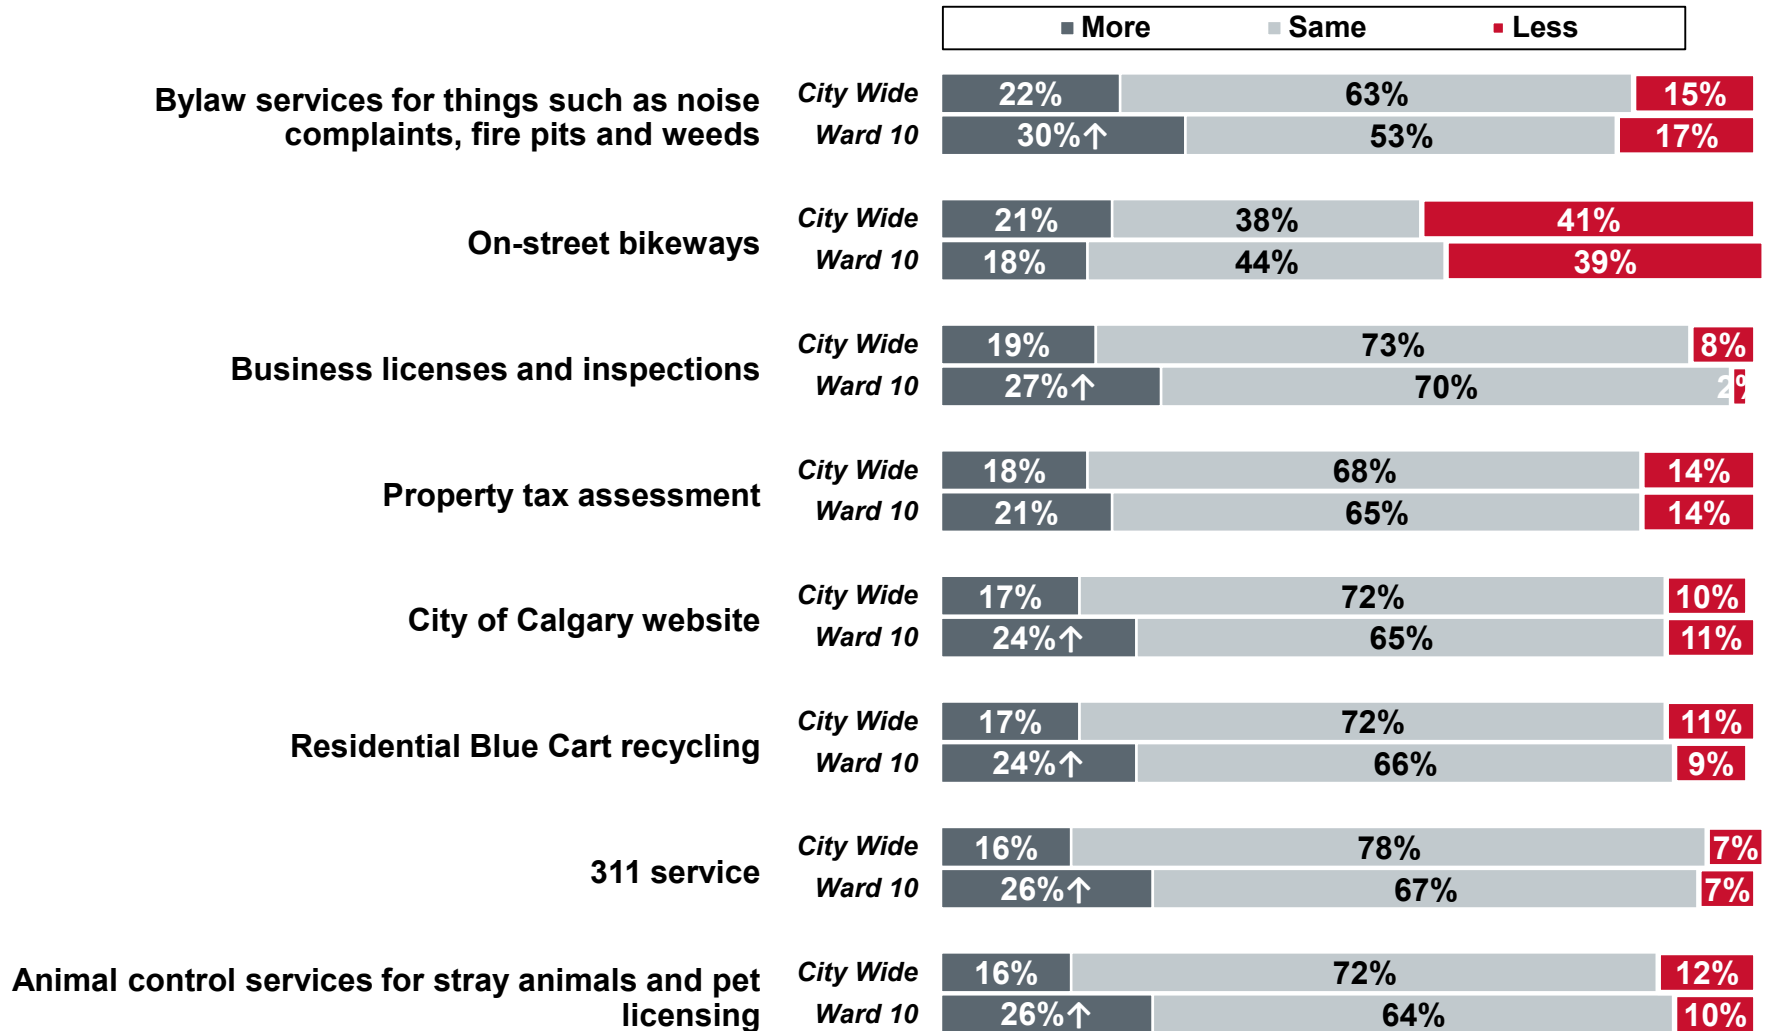 More Same Less
Bylaw services for things such as noise
complaints, fire pits and weeds
City Wide 22% 63% 15%
Ward 10 30%↑ 53% 17%
On-street bikeways
City Wide 21% 38% 41%
Ward 10 18% 44% 39%
Business licenses and inspections
City Wide 19% 73% 8%
Ward 10 27%↑ 70% 2%
Property tax assessment
City Wide 18% 68% 14%
Ward 10 21% 65% 14%
City of Calgary website
City Wide 17% 72% 10%
Ward 10 24%↑ 65% 11%
Residential Blue Cart recycling
City Wide 17% 72% 11%
Ward 10 24%↑ 66% 9%
311 service
City Wide 16% 78% 7%
Ward 10 26%↑ 67% 7%
Animal control services for stray animals and pet
licensing
City Wide 16% 72% 12%
Ward 10 26%↑ 64% 10%